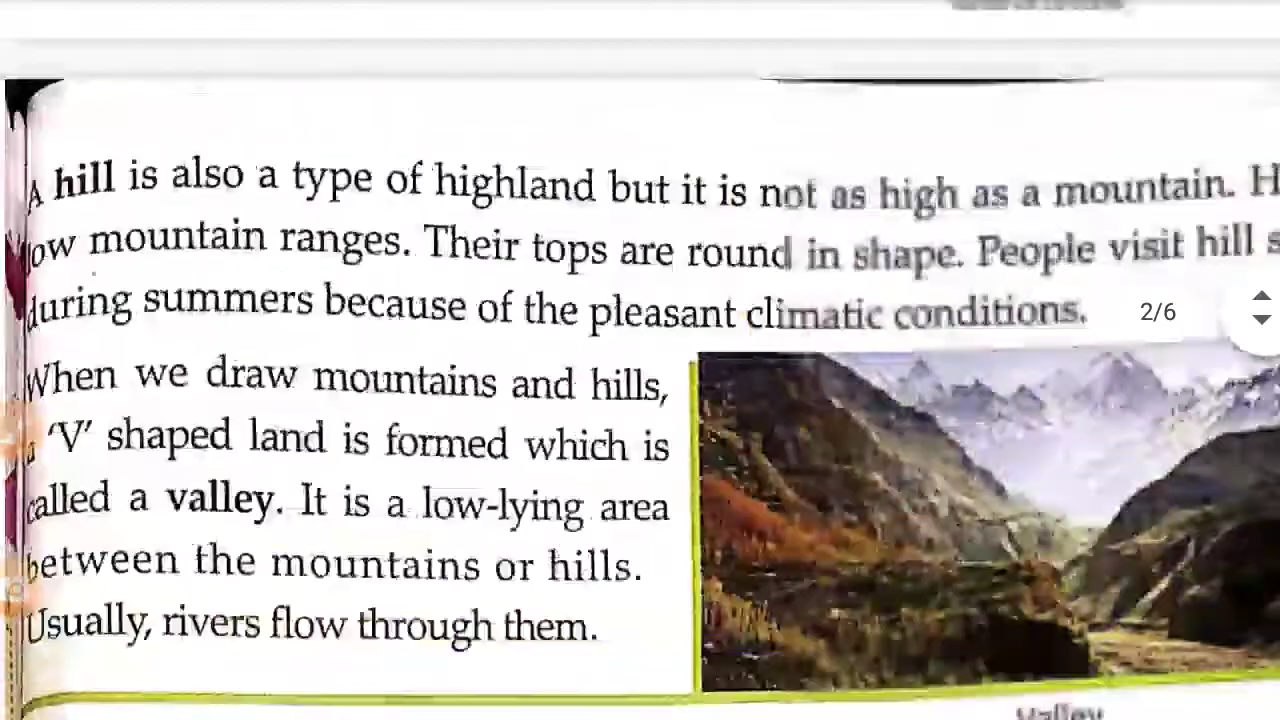 A hill is also a type of highland but it is not as high as a mountain. H
low mountain ranges. Their tops are round in shape. People visit hill s
during summers because of the pleasant climatic conditions.
2/6
When we draw mountains and hills,
a 'V' shaped land is formed which is
called a valley. It is a low-lying area
between the mountains or hills.
Usually, rivers flow through them.
Valley